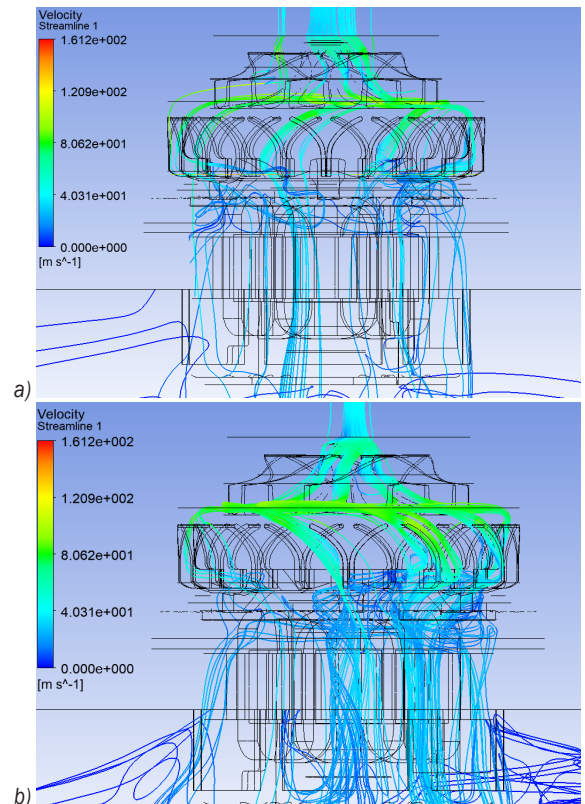 Velocity
Streamline 1
1.612e+002
1.209e+002
8.062e+001
4.031e+001
0.000e+000
[m s^-1]
a)
Velocity
Streamline 1
1.612e+002
1.209e+002
8.062e+001
4.031e+001
0.000e+000
[m s^-1]
b)